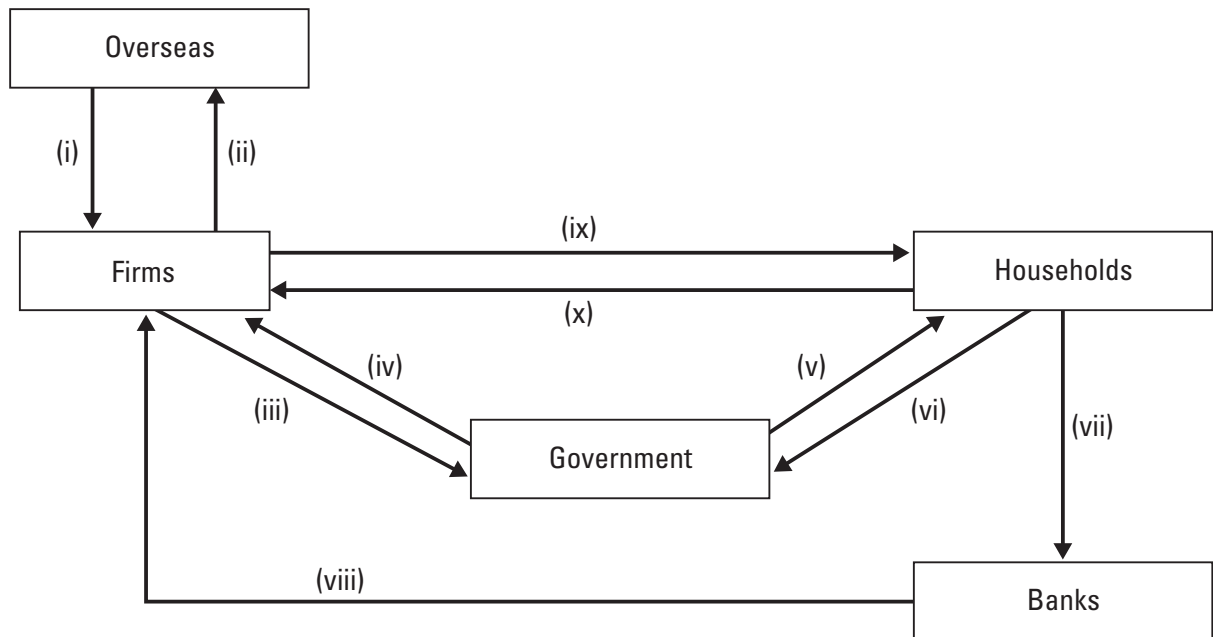 Overseas
(i)
(ii)
(ix)
Firms
Households
(x)
(iv)
(v)
(iii)
(vi)
(vii)
Government
(viii)
Banks